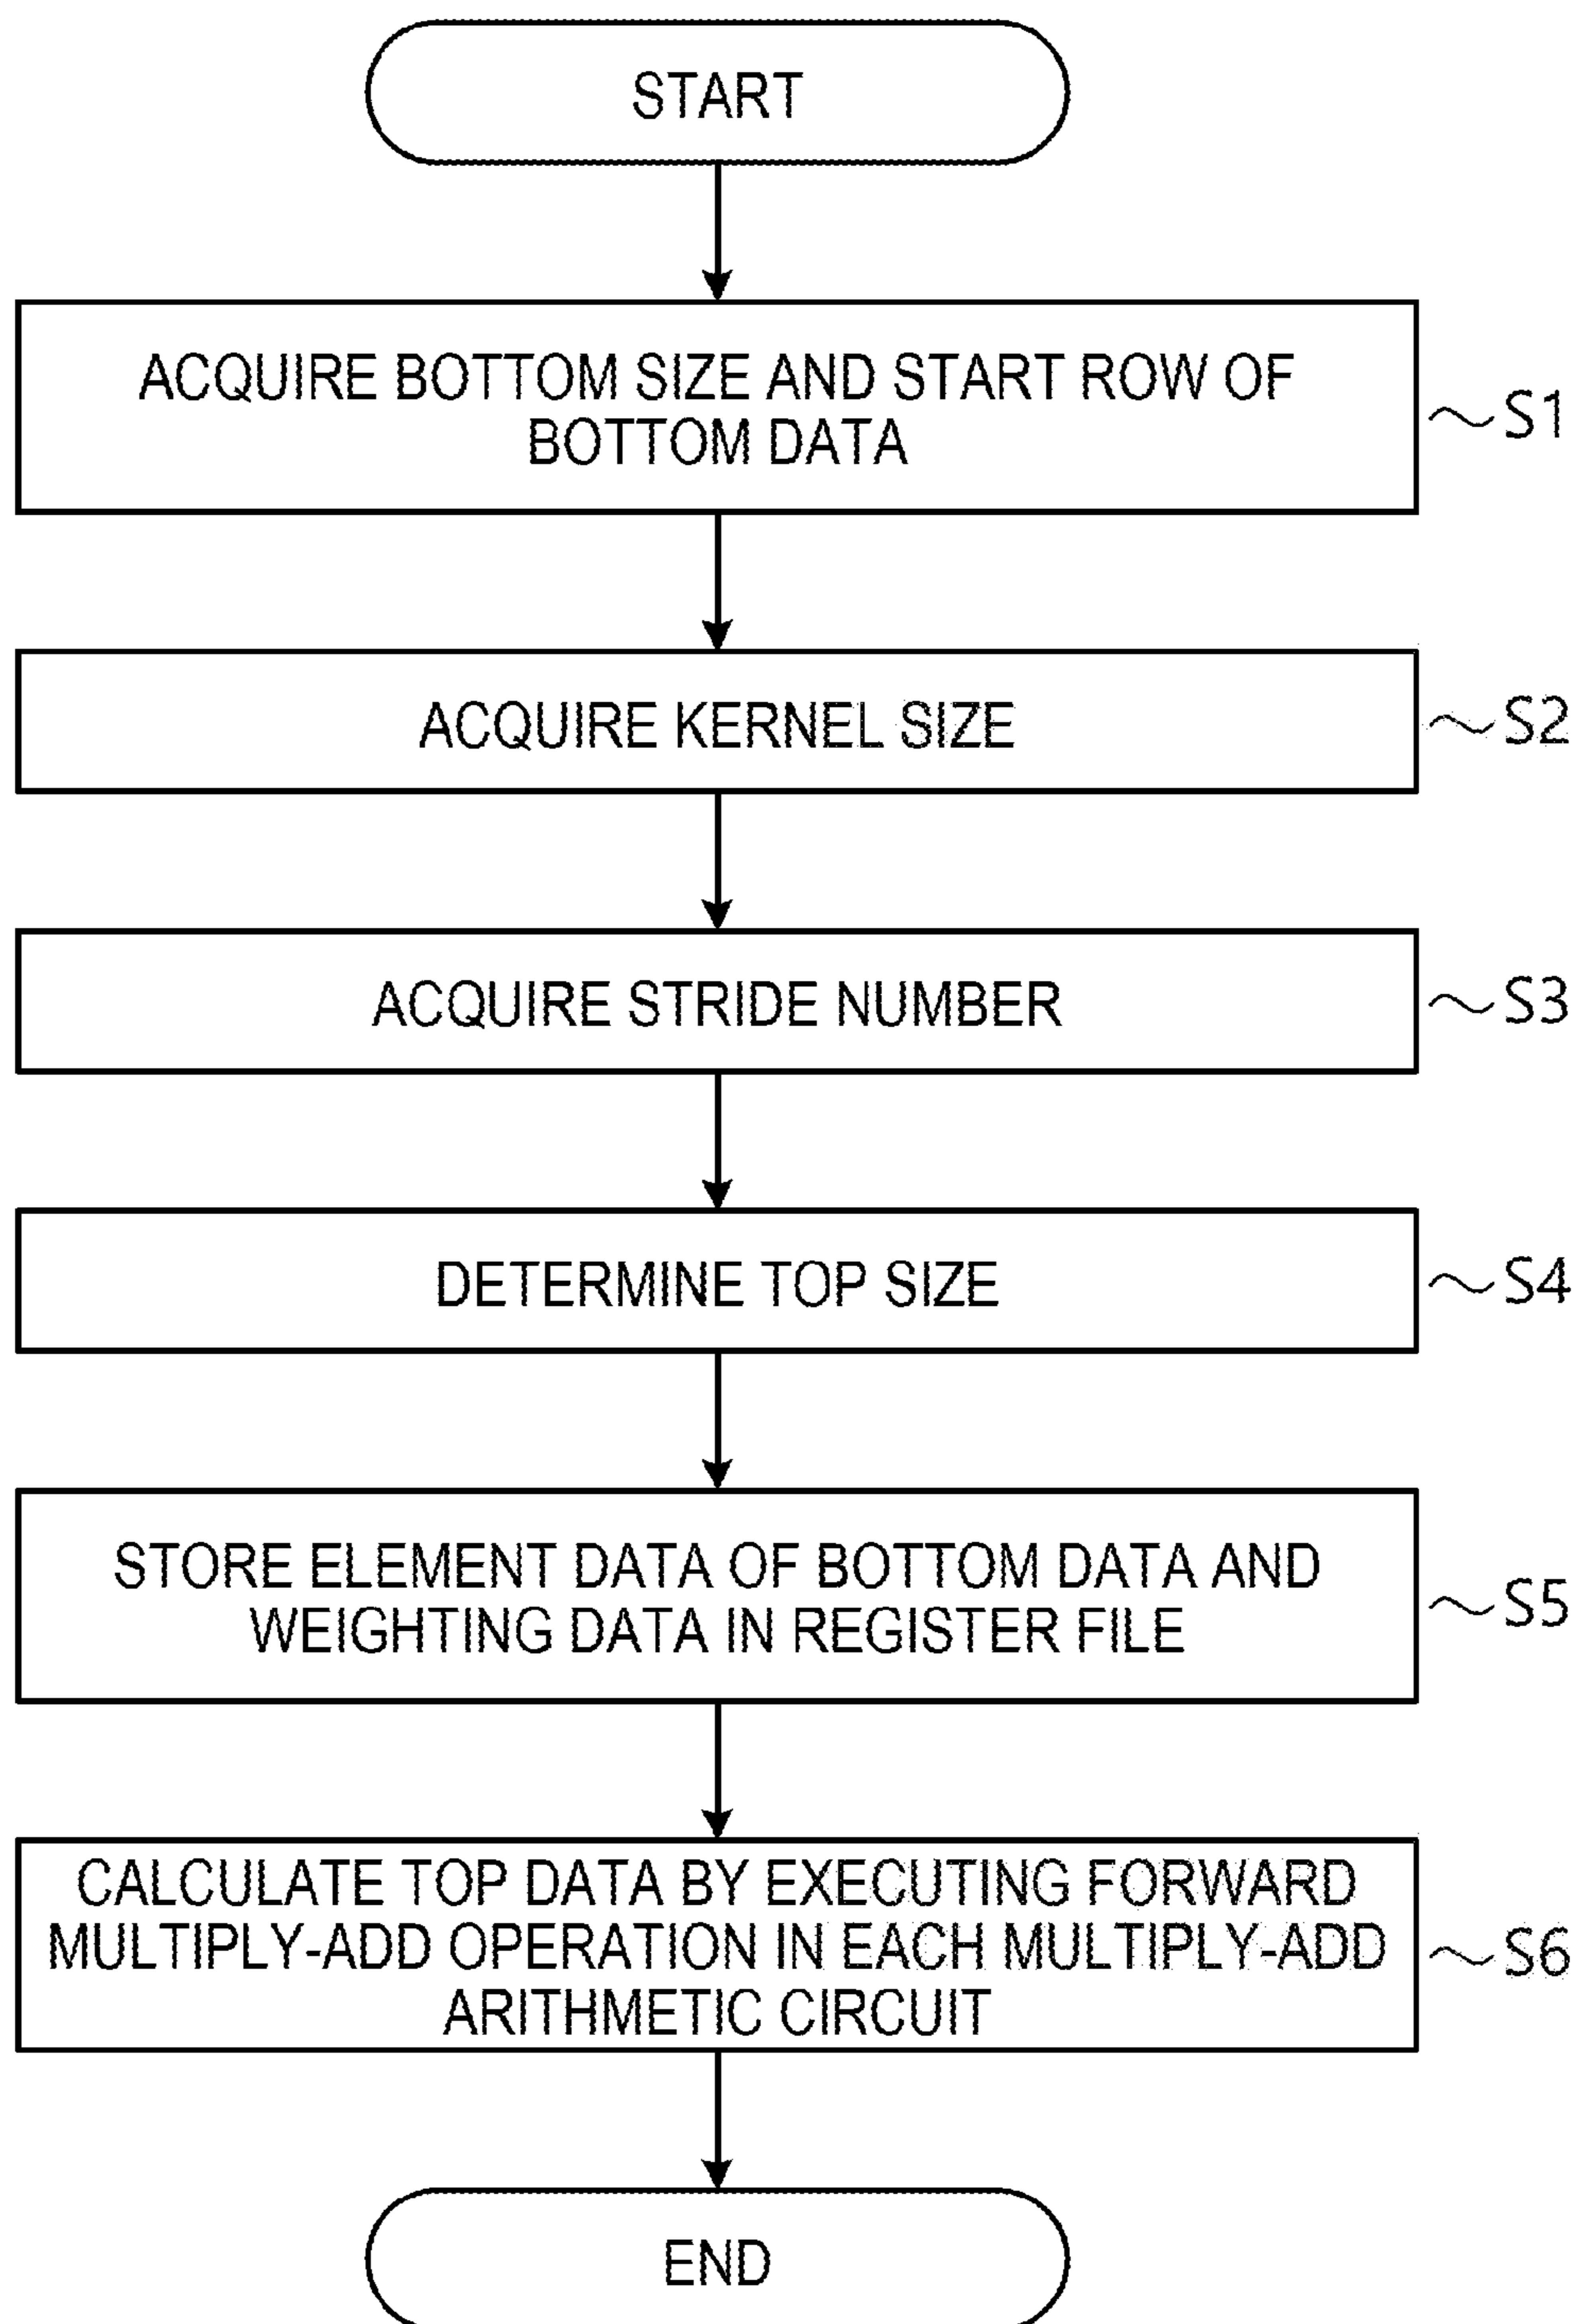 START
ACQUIRE BOTTOM SIZE AND START ROW OF
BOTTOM DATA
S1
ACQUIRE KERNEL SIZE
S2
ACQUIRE STRIDE NUMBER
S3
DETERMINE TOP SIZE
S4
STORE ELEMENT DATA OF BOTTOM DATA AND
WEIGHTING DATA IN REGISTER FILE
S5
CALCULATE TOP DATA BY EXECUTING FORWARD
MULTIPLY-ADD OPERATION IN EACH MULTIPLY-ADD
ARITHMETIC CIRCUIT
S6
END